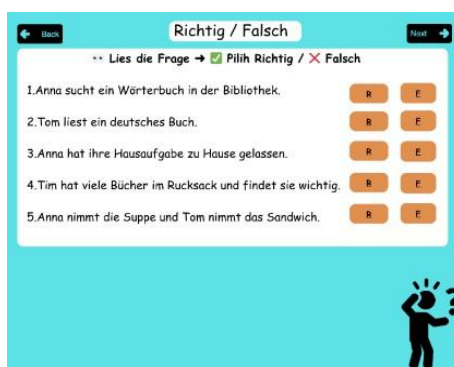 Back
Richtig / Falsch
Next
Lies die Frage → ✅ Pilih Richtig / ❌ Falsch
1.Anna sucht ein Wörterbuch in der Bibliothek. R F
2.Tom liest ein deutsches Buch. R F
3.Anna hat ihre Hausaufgabe zu Hause gelassen. R F
4.Tim hat viele Bücher im Rucksack und findet sie wichtig. R F
5.Anna nimmt die Suppe und Tom nimmt das Sandwich. R F
?